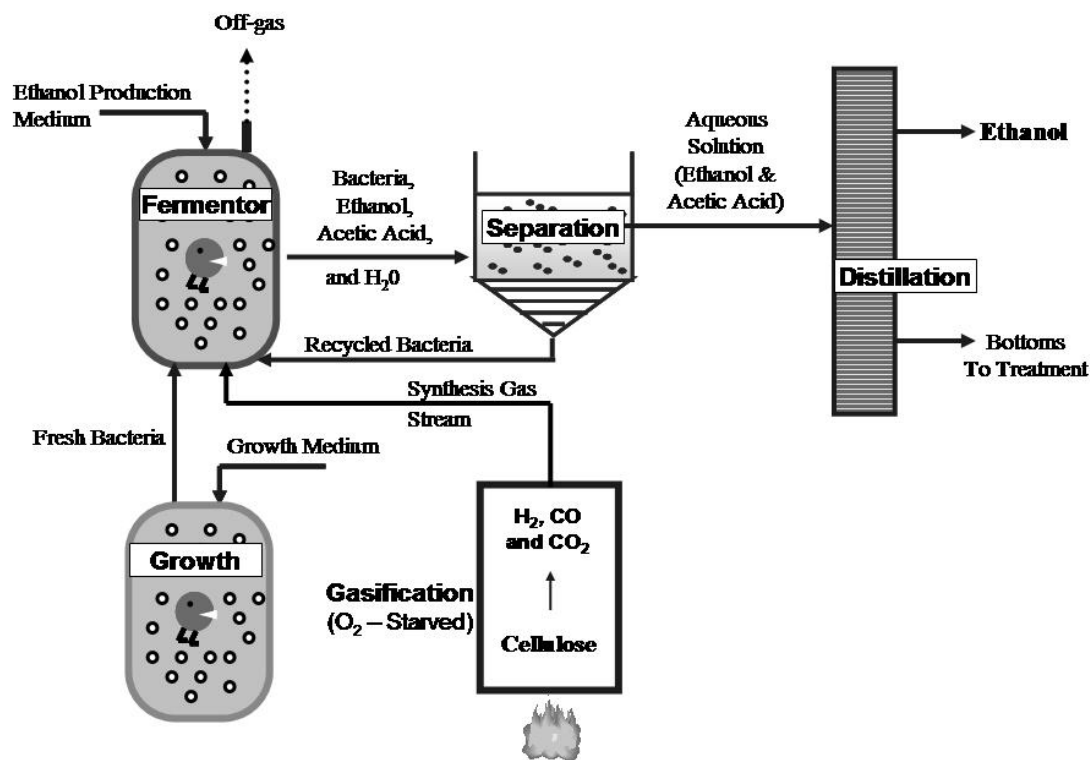 Off-gas
Ethanol Production
Medium
Fermentor
Bacteria,
Ethanol,
Acetic Acid,
and H₂0
Separation
Aqueous
Solution
(Ethanol &
Acetic Acid)
Ethanol
Distillation
Bottoms
To Treatment
Recycled Bacteria
Synthesis Gas
Stream
Fresh Bacteria
Growth Medium
Growth
Gasification
(O₂ – Starved)
H₂, CO
and CO₂
Cellulose